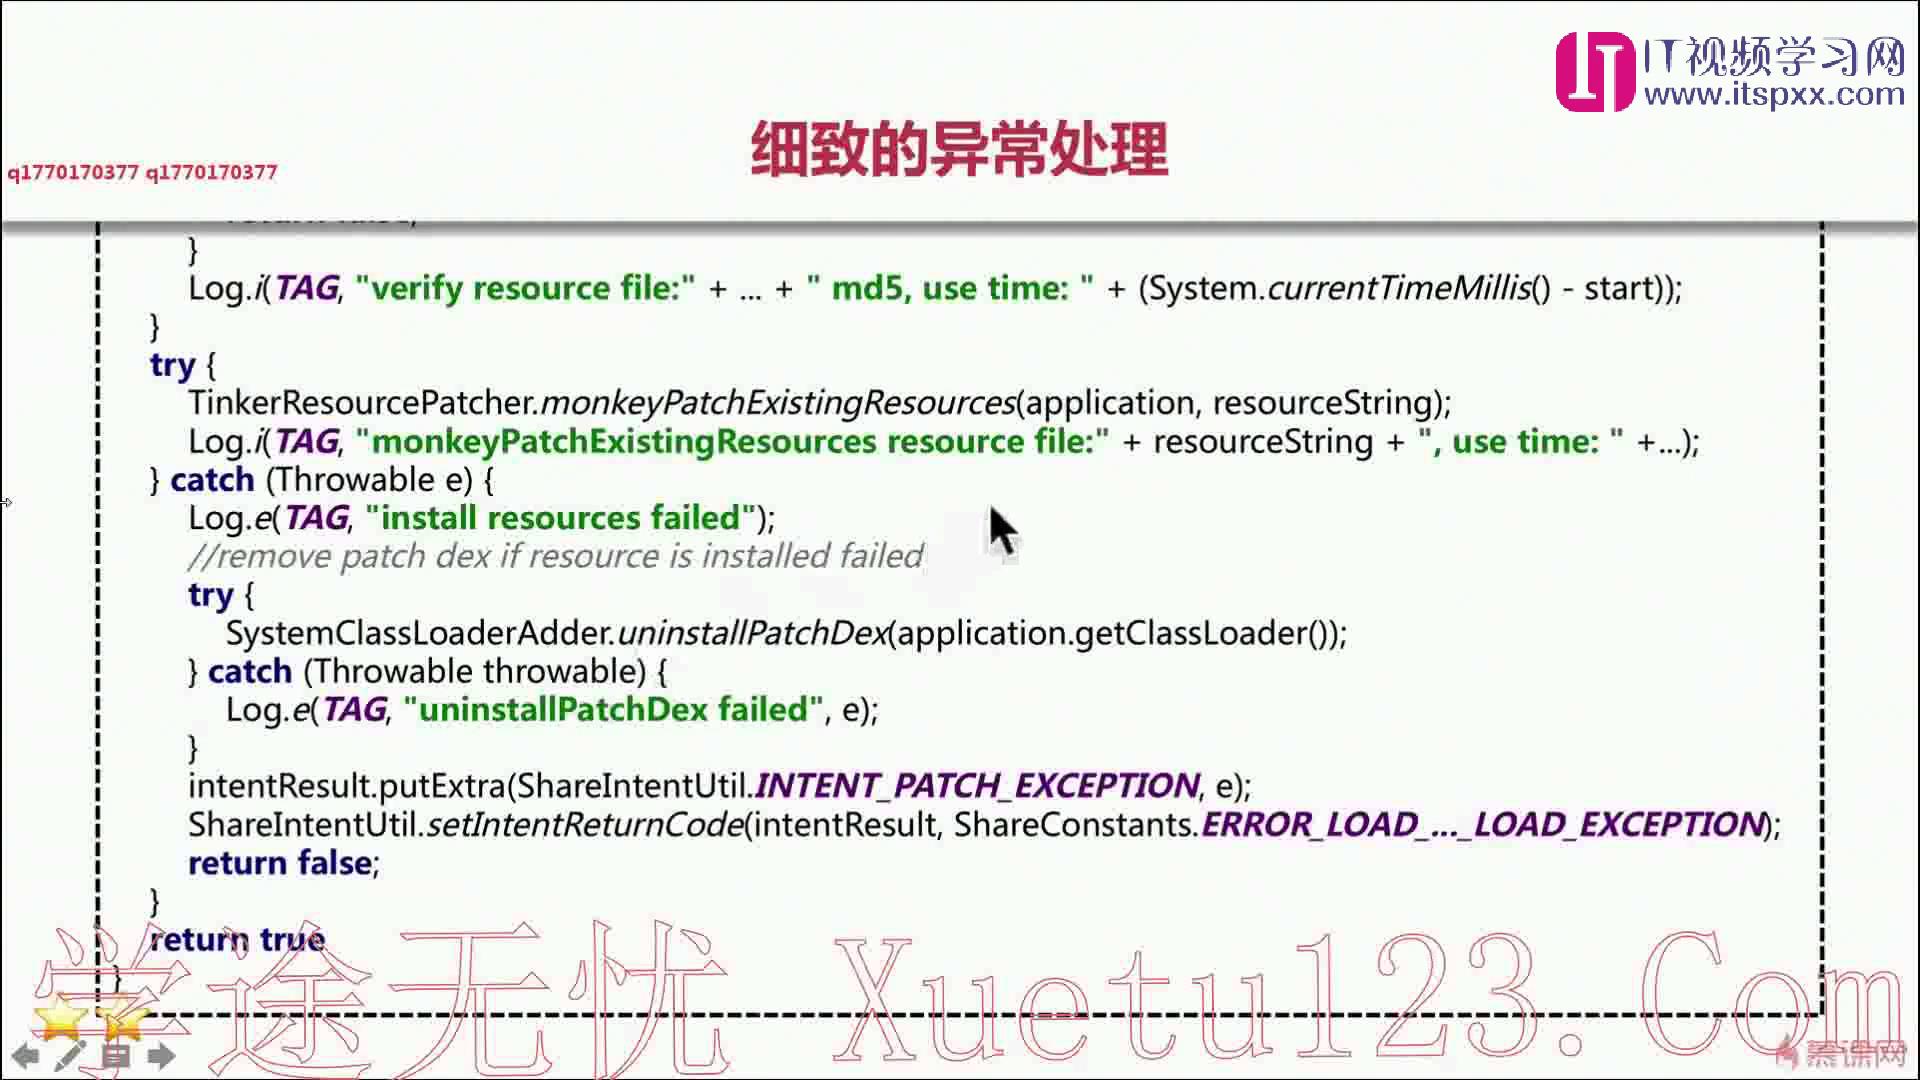 IT视频学习网
www.itspxx.com
细致的异常处理
q1770170377 q1770170377
}
Log.i(TAG, "verify resource file:" + ... + " md5, use time: " + (System.currentTimeMillis() - start));
}
try {
TinkerResourcePatcher.monkeyPatchExistingResources(application, resourceString);
Log.i(TAG, "monkeyPatchExistingResources resource file:" + resourceString + ", use time: " +...);
} catch (Throwable e) {
Log.e(TAG, "install resources failed");
//remove patch dex if resource is installed failed
try {
SystemClassLoaderAdder.uninstallPatchDex(application.getClassLoader());
} catch (Throwable throwable) {
Log.e(TAG, "uninstallPatchDex failed", e);
}
intentResult.putExtra(ShareIntentUtil.INTENT_PATCH_EXCEPTION, e);
ShareIntentUtil.setIntentReturnCode(intentResult, ShareConstants.ERROR_LOAD_..._LOAD_EXCEPTION);
return false;
}
return true
}
学途无忧 Xuetu123.Com
慕课网